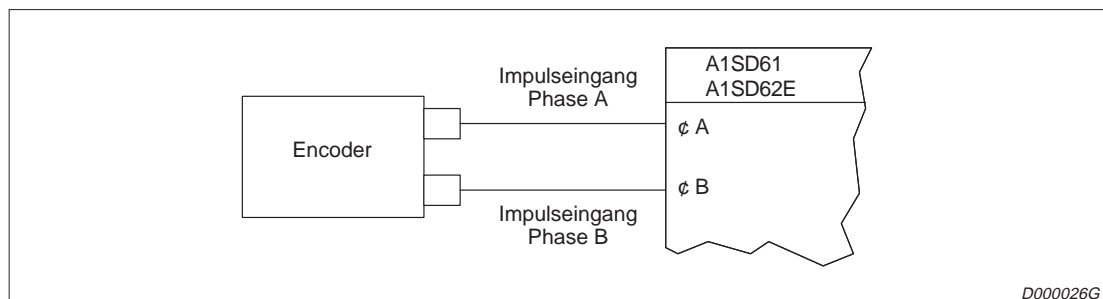 A1SD61
A1SD62E
Impulseingang
Phase A
¢ A
Encoder
¢ B
Impulseingang
Phase B
D000026G